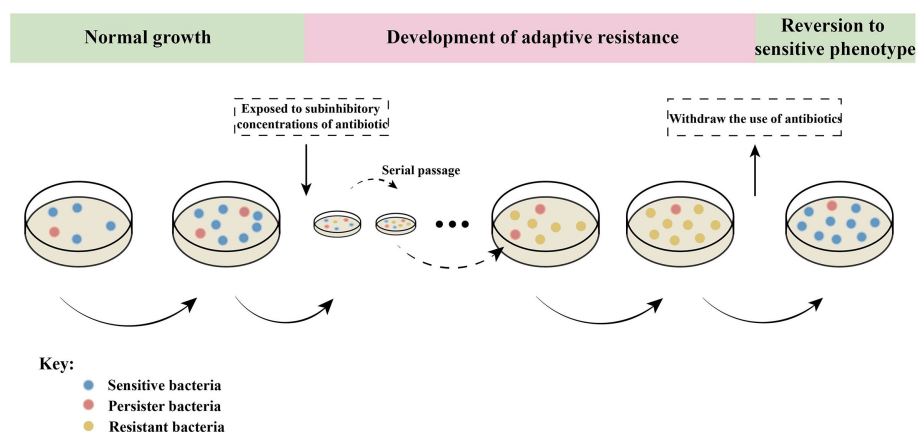 Normal growth
Development of adaptive resistance
Reversion to
sensitive phenotype
Exposed to subinhibitory
concentrations of antibiotic
Withdraw the use of antibiotics
Serial passage
Key:
Sensitive bacteria
Persister bacteria
Resistant bacteria